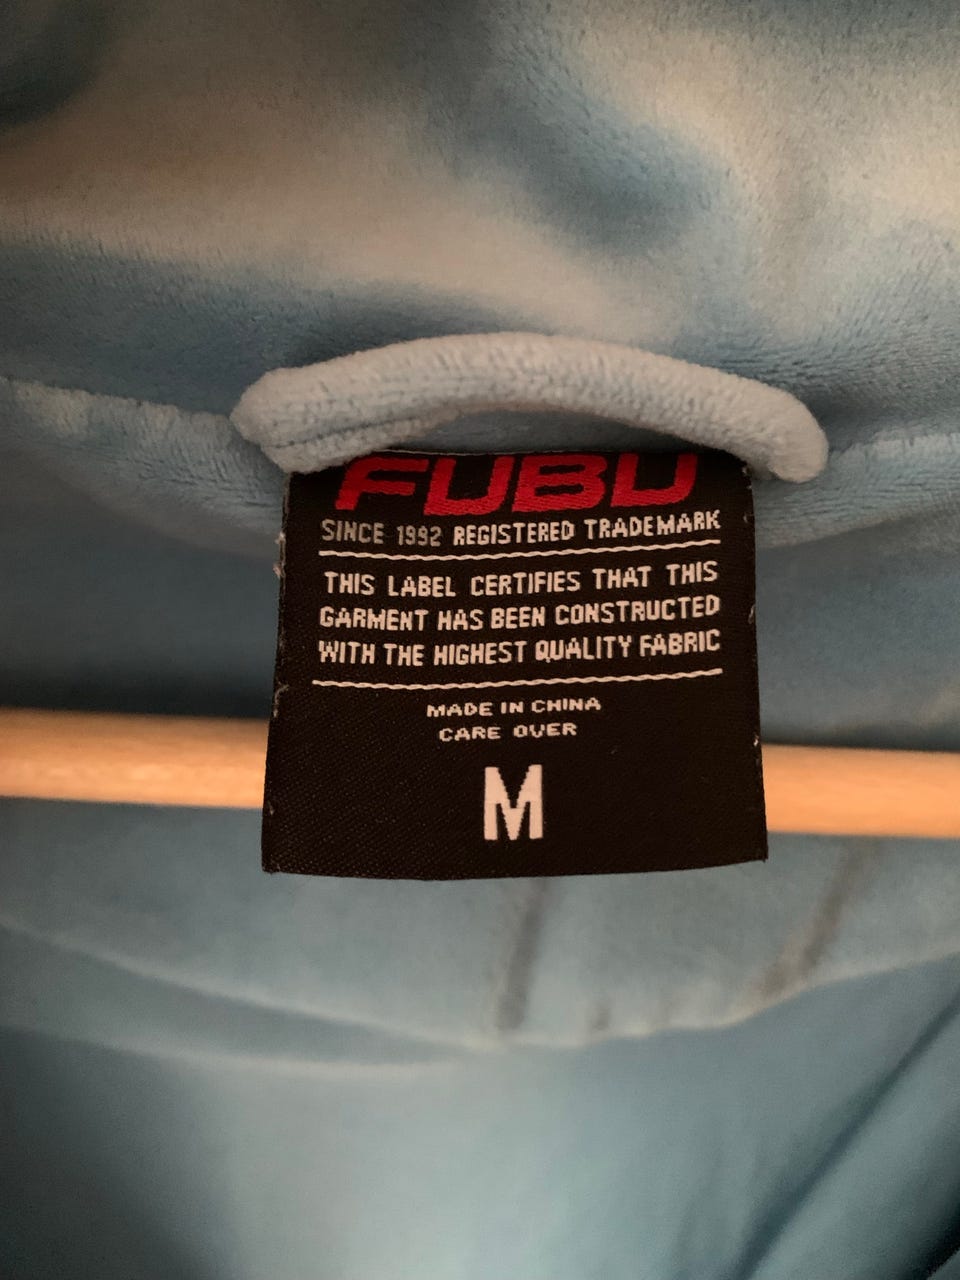 FUBU
SINCE 1992 REGISTERED TRADEMARK
THIS LABEL CERTIFIES THAT THIS
GARMENT HAS BEEN CONSTRUCTED
WITH THE HIGHEST QUALITY FABRIC
MADE IN CHINA
CARE OVER
M